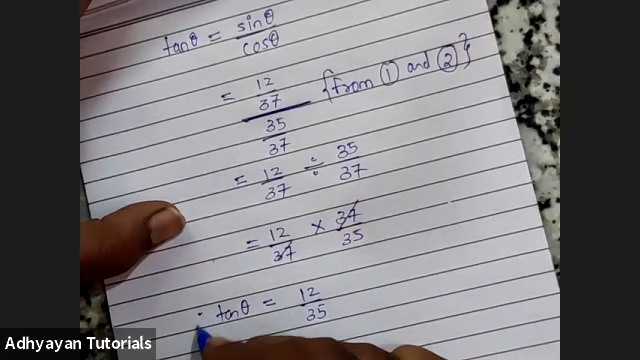 tanθ = sinθ/cosθ
= 12/37 / 35/37 {from ① and ②}
= 12/37 ÷ 35/37
= 12/37 × 37/35
∴ tanθ = 12/35
Adhyayan Tutorials